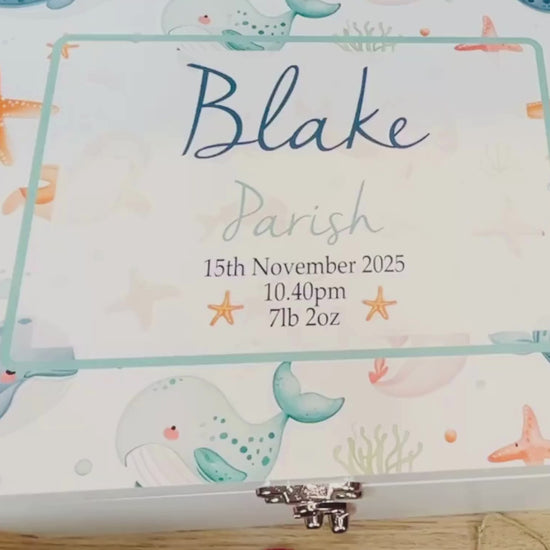 Blake
Parish
15th November 2025
10.40pm
7lb 2oz